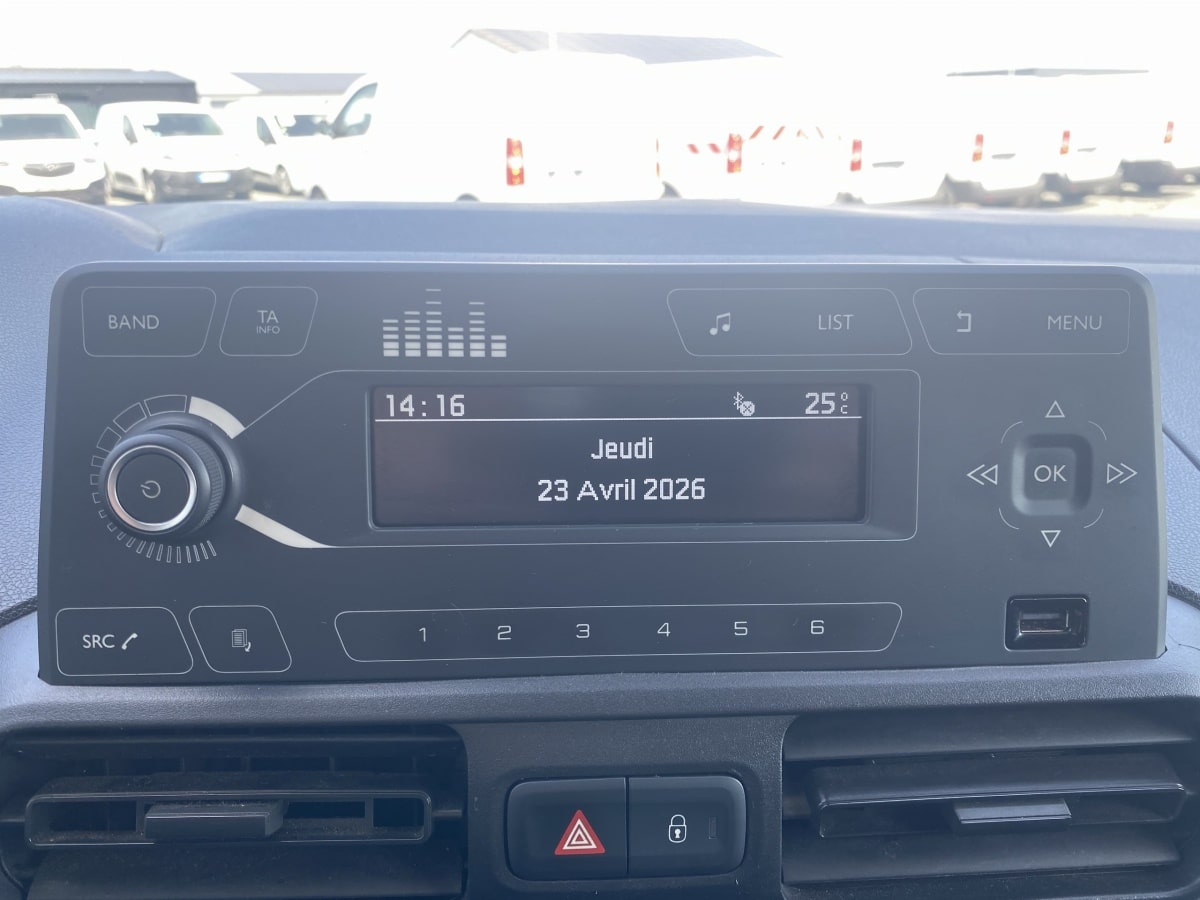 BAND
TA
INFO
LIST
MENU
14:16
25°C
Jeudi
23 Avril 2026
OK
SRC
1 2 3 4 5 6